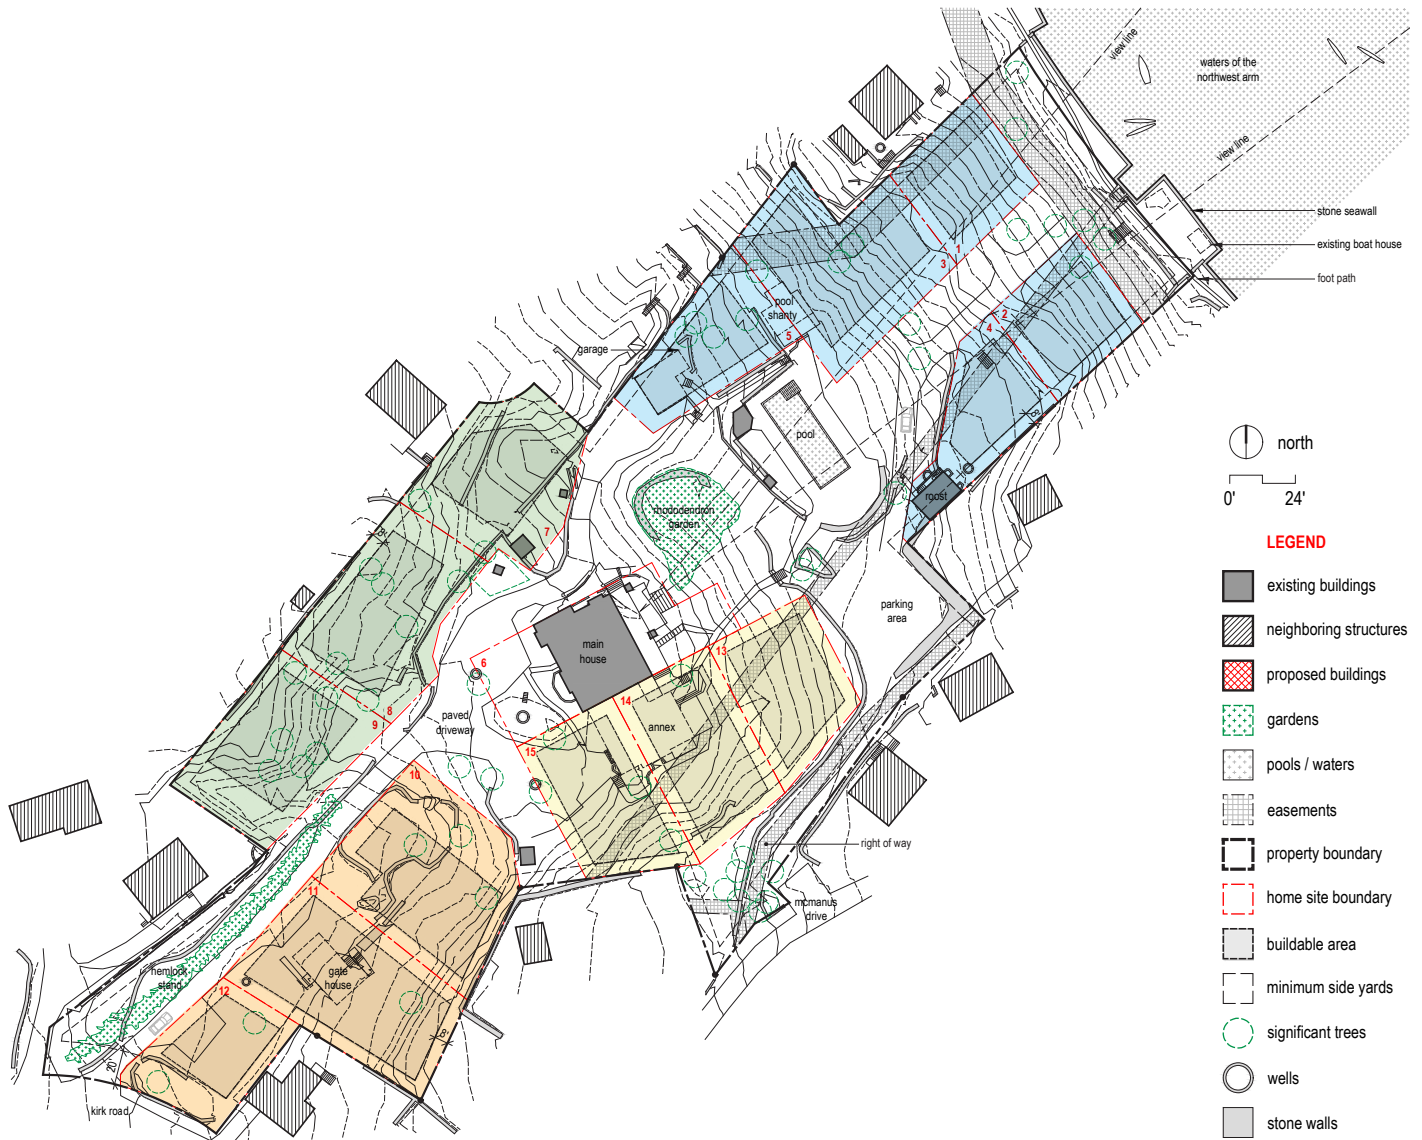 view line
waters of the
northwest arm
view line
stone seawall
existing boat house
foot path
1
3
2
4
5
pool
shanty
garage
pool
8'
roost
north
0' 24'
rhododendron
garden
7
8'
parking
area
main
house
6
13
14
annex
15
paved
driveway
8
9
10
11
12
gate
house
hemlock
stand
8'
20'
kirk road
right of way
mcmanus
drive
LEGEND
existing buildings
neighboring structures
proposed buildings
gardens
pools / waters
easements
property boundary
home site boundary
buildable area
minimum side yards
significant trees
wells
stone walls